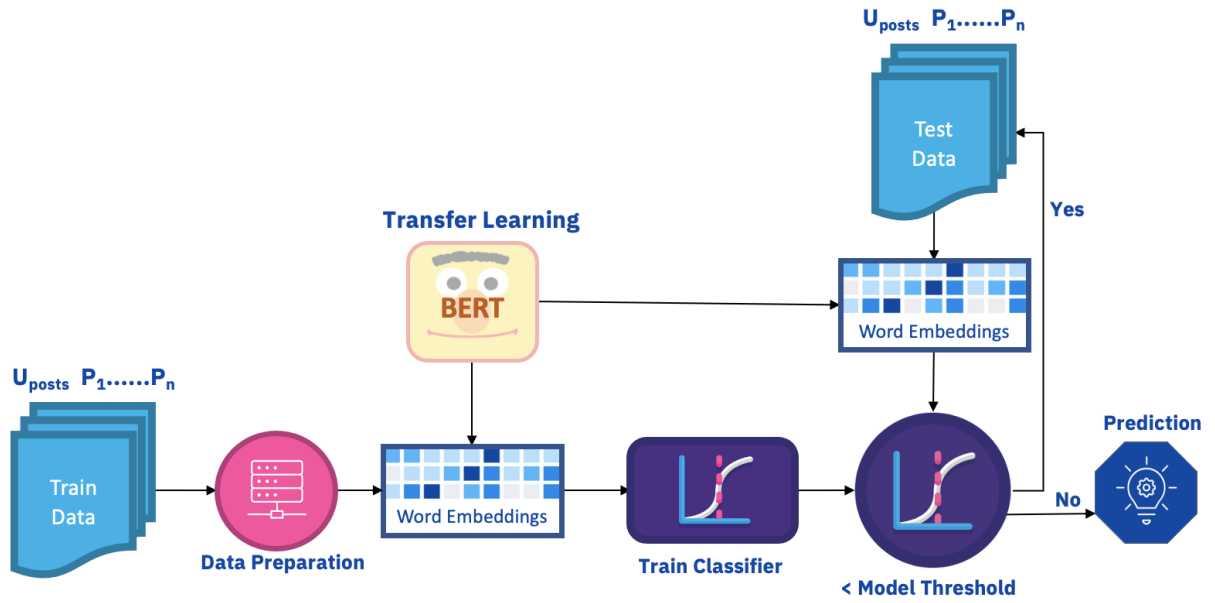 Uposts P1......Pn
Test
Data
Yes
Transfer Learning
BERT
Word Embeddings
Uposts P1......Pn
Train
Data
Data Preparation
Word Embeddings
Train Classifier
< Model Threshold
No
Prediction